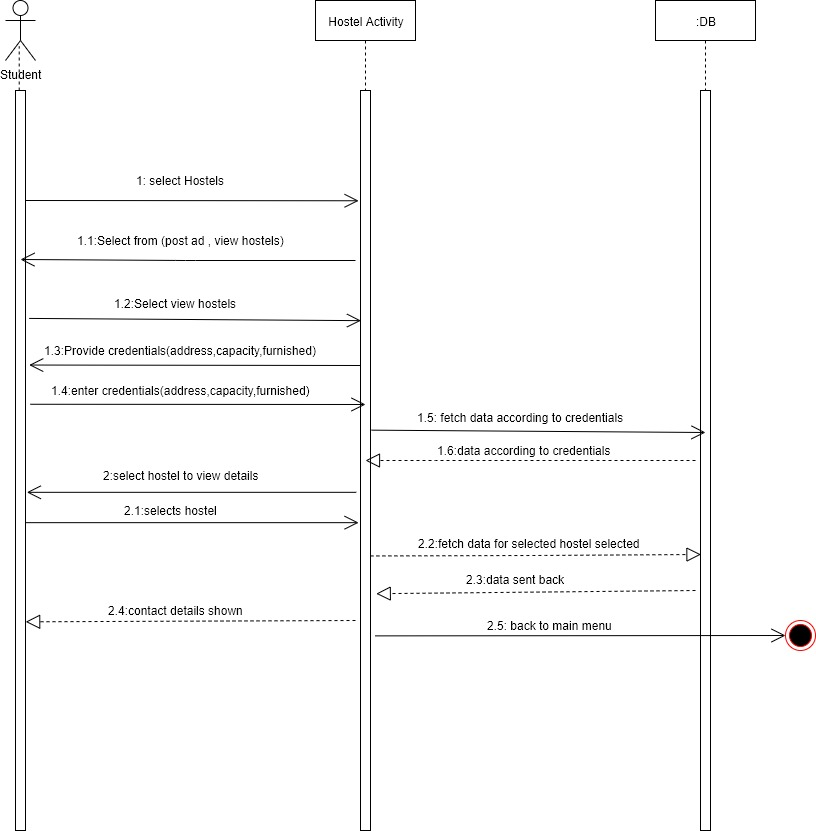 Hostel Activity
:DB
Student
1: select Hostels
1.1:Select from (post ad , view hostels)
1.2:Select view hostels
1.3:Provide credentials(address,capacity,furnished)
1.4:enter credentials(address,capacity,furnished)
1.5: fetch data according to credentials
1.6:data according to credentials
2:select hostel to view details
2.1:selects hostel
2.2:fetch data for selected hostel selected
2.3:data sent back
2.4:contact details shown
2.5: back to main menu